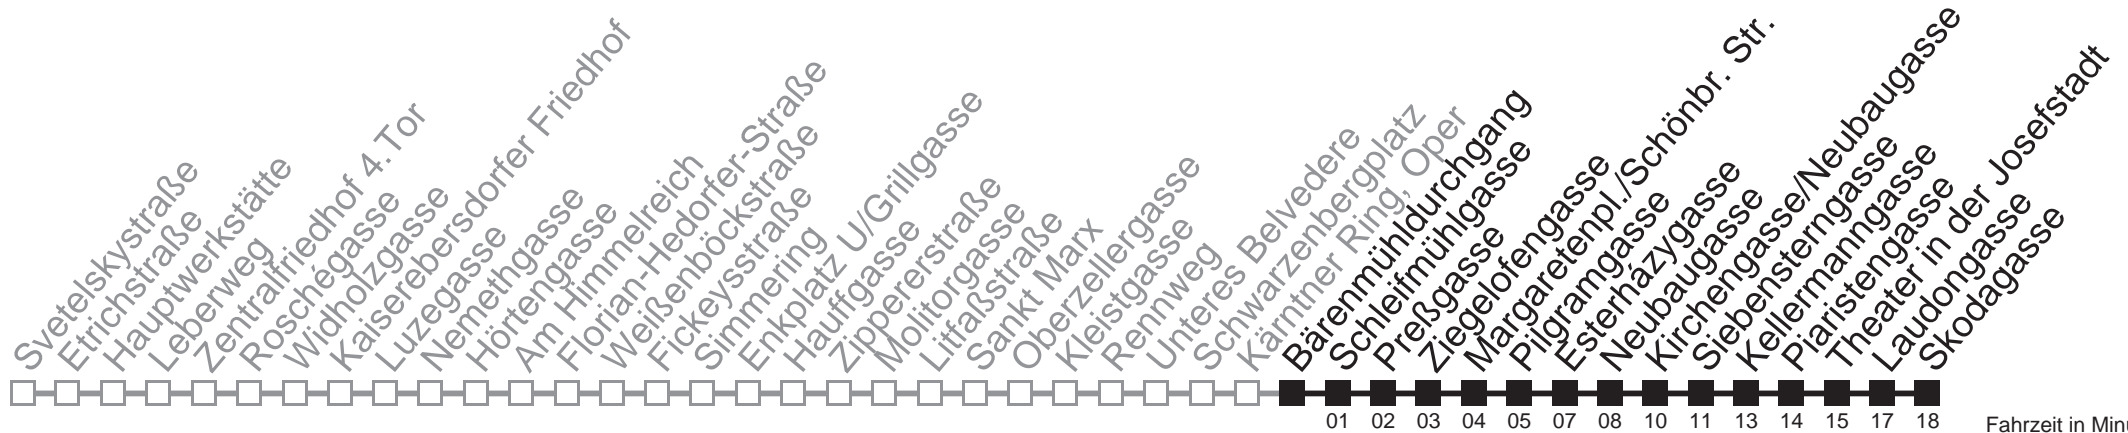 Svetelskystraße
Etrichstraße
Hauptwerkstätte
Leberweg
Zentralfriedhof 4.Tor
Roschégasse
Widholzgasse
Kaiserebersdorfer Friedhof
Luzegasse
Nemethgasse
Hörtengasse
Am Himmelreich
Florian-Hedorfer-Straße
Weißenböckstraße
Fickeysstraße
Simmering
Enkplatz U/Grillgasse
Hauffgasse
Zippererstraße
Molitorgasse
Litfaßstraße
Sankt Marx
Oberzellergasse
Kleistgasse
Rennweg
Unteres Belvedere
Schwarzenbergplatz
Kärntner Ring, Oper
Bärenmühldurchgang
Schleifmühlgasse
Preßgasse
Ziegelofengasse
Margaretenpl./Schönbr. Str.
Pilgramgasse
Esterházygasse
Neubaugasse
Kirchengasse/Neubaugasse
Siebensterngasse
Kellermanngasse
Piaristengasse
Theater in der Josefstadt
Laudongasse
Skodagasse
01 02 03 04 05 07 08 10 11 13 14 15 17 18 Fahrzeit in Min